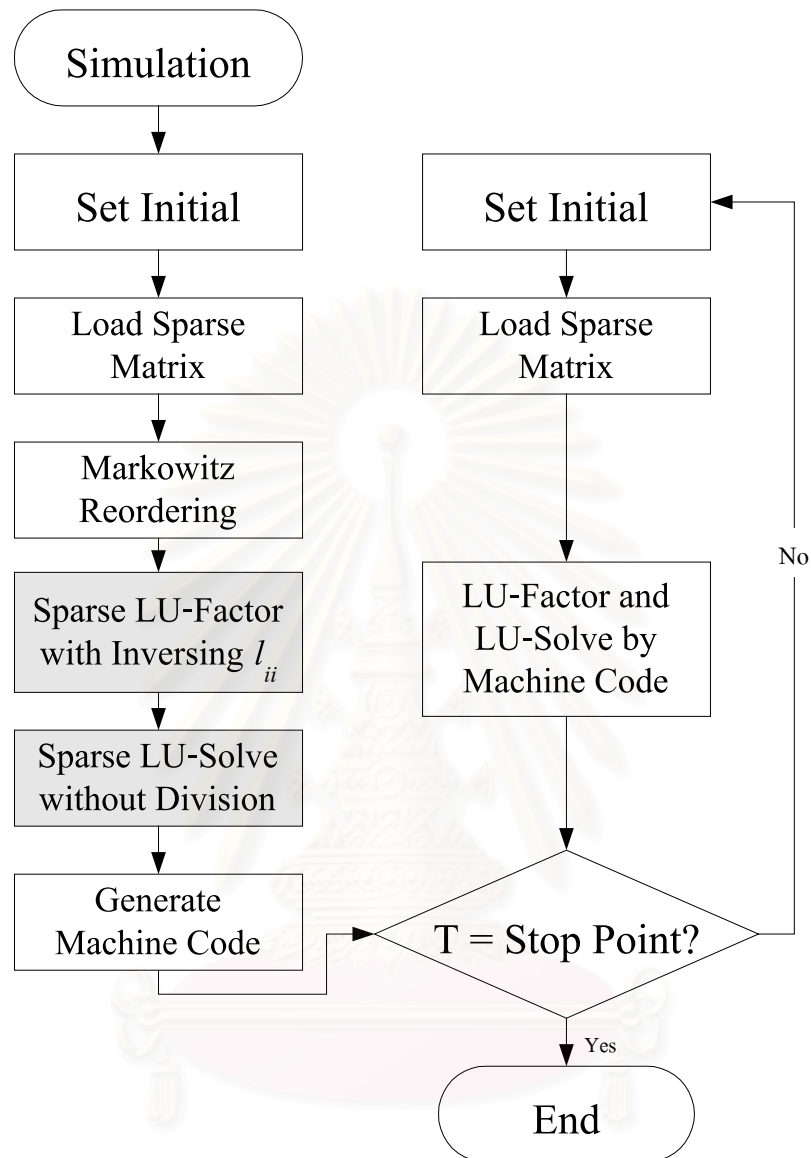 Simulation
Set Initial
Load Sparse
Matrix
Markowitz
Reordering
Sparse LU-Factor
with Inversing l_ii
Sparse LU-Solve
without Division
Generate
Machine Code
Set Initial
Load Sparse
Matrix
LU-Factor and
LU-Solve by
Machine Code
T = Stop Point?
No
Yes
End